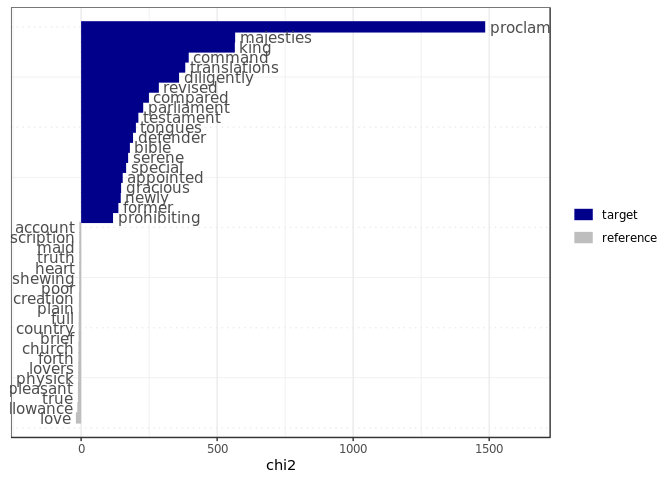 proclam
majesties
king
command
translations
diligently
revised
compared
parliament
testament
tongues
defender
bible
serene
special
appointed
gracious
newly
former
prohibiting
account
scription
maid
truth
heart
shewing
poor
creation
plain
full
country
brief
church
forth
lovers
physick
pleasant
true
llowance
love
target
reference
0 500 1000 1500
chi2